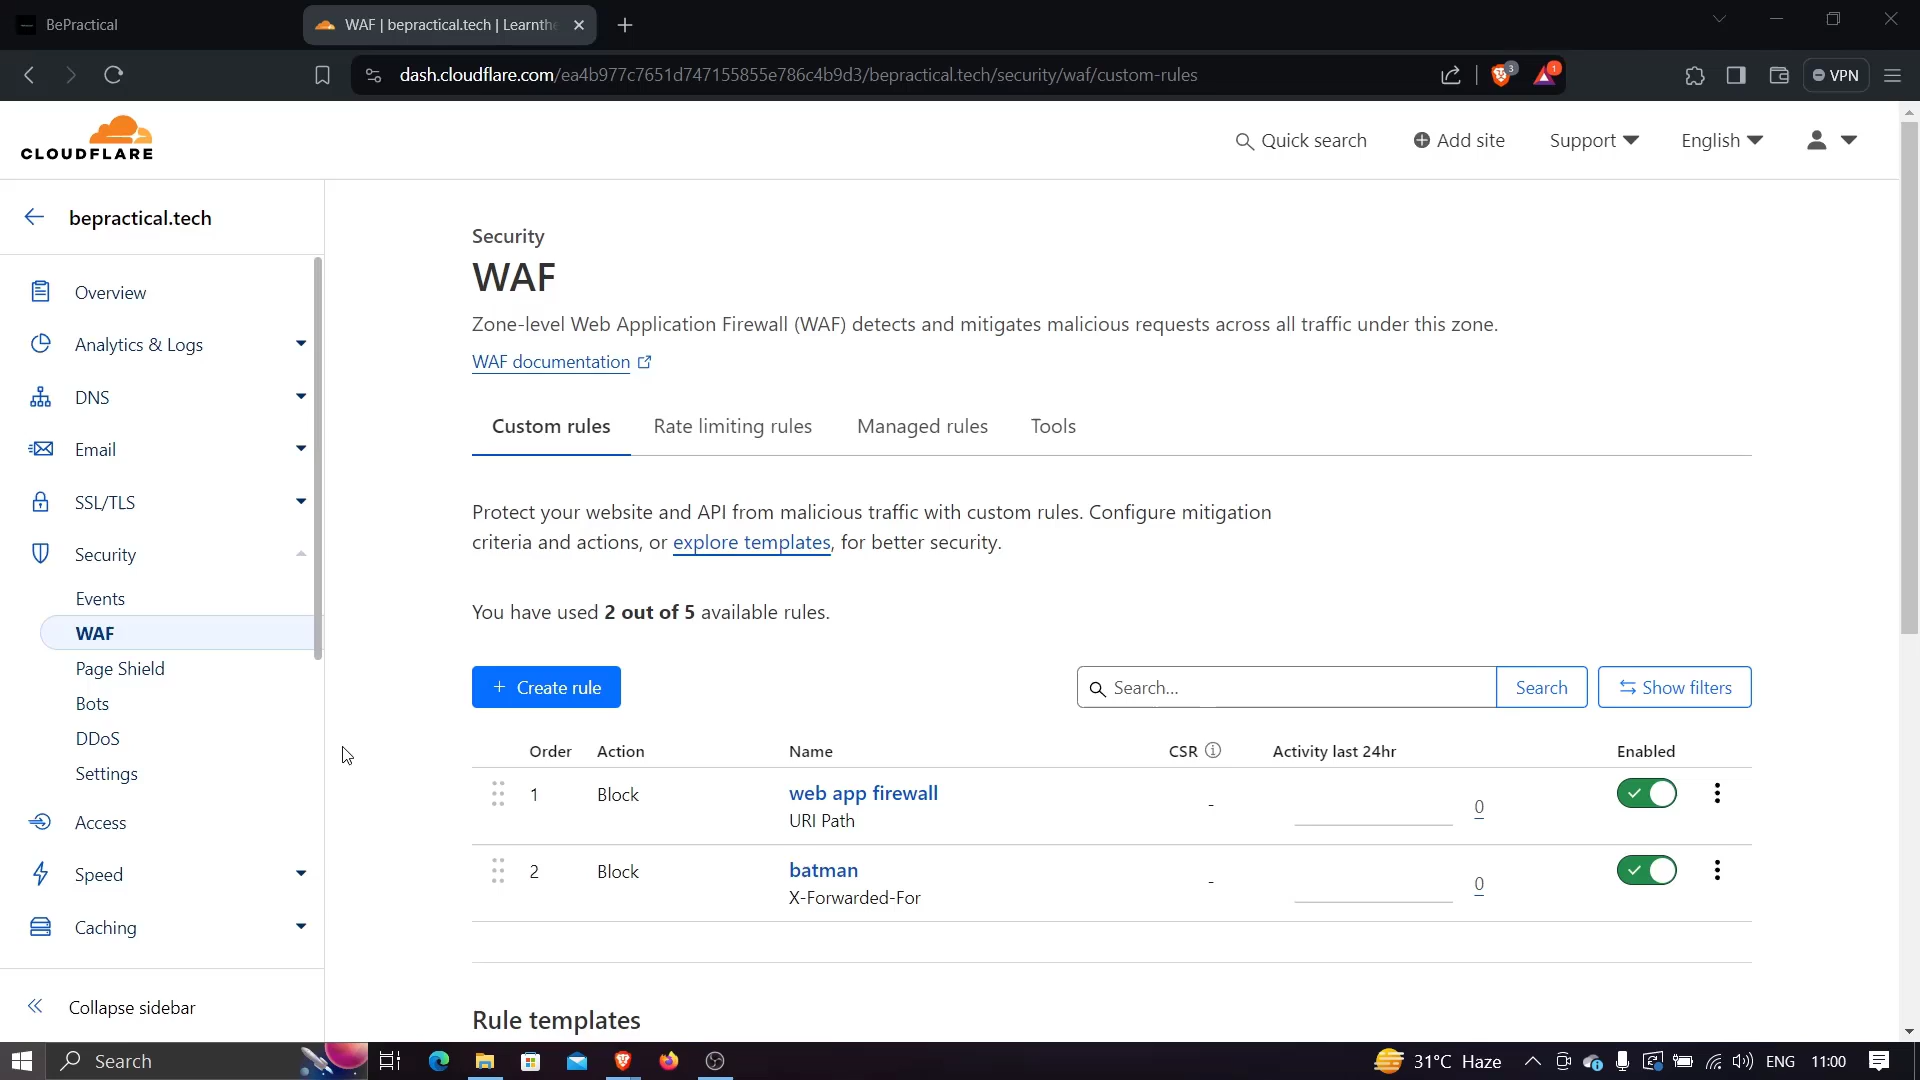 BePractical
WAF | bepractical.tech | Learnthe
dash.cloudflare.com/ea4b977c7651d747155855e786c4b9d3/bepractical.tech/security/waf/custom-rules
3
1
VPN
CLOUDFLARE
Quick search
Add site
Support
English
bepractical.tech
Overview
Analytics & Logs
DNS
Email
SSL/TLS
Security
Events
WAF
Page Shield
Bots
DDoS
Settings
Access
Speed
Caching
Collapse sidebar
Security
WAF
Zone-level Web Application Firewall (WAF) detects and mitigates malicious requests across all traffic under this zone.
WAF documentation
Custom rules Rate limiting rules Managed rules Tools
Protect your website and API from malicious traffic with custom rules. Configure mitigation
criteria and actions, or explore templates, for better security.
You have used 2 out of 5 available rules.
+ Create rule
Search...
Search
Show filters
Order Action Name CSR Activity last 24hr Enabled
1 Block web app firewall - 0
URI Path
2 Block batman - 0
X-Forwarded-For
Rule templates
Search
31°C Haze
ENG
11:00